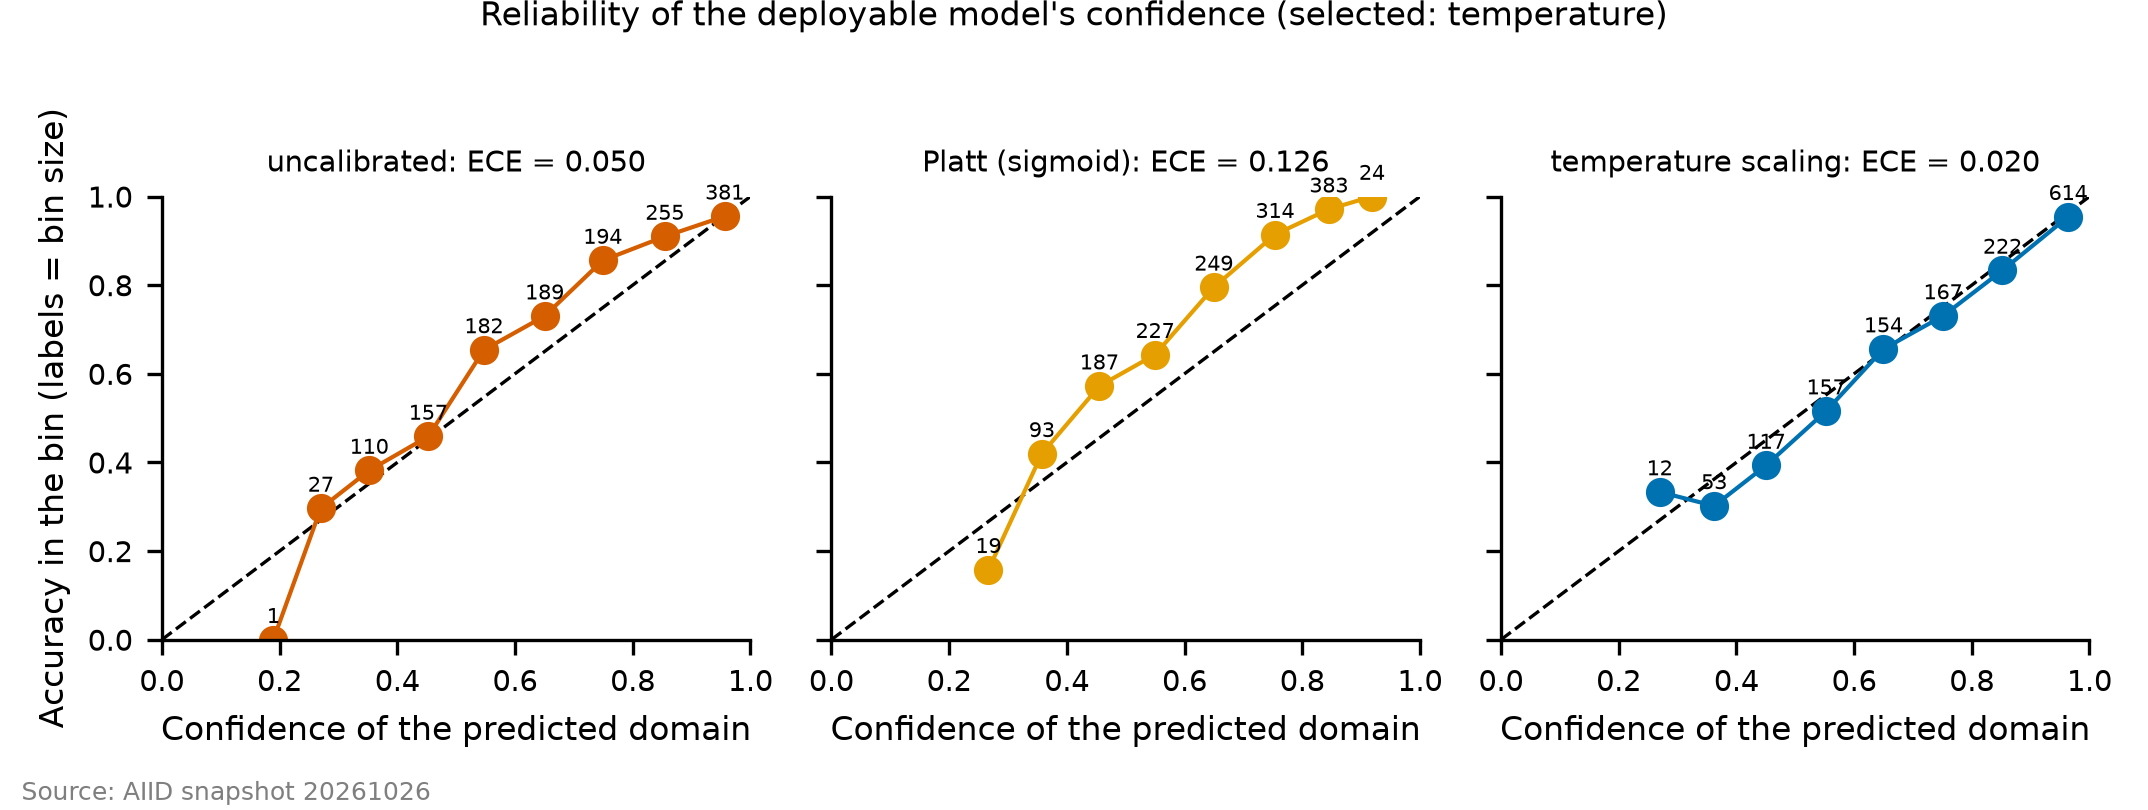 Reliability of the deployable model's confidence (selected: temperature)
Accuracy in the bin (labels = bin size)
uncalibrated: ECE = 0.050
1.0
0.8
0.6
0.4
0.2
0.0
1
27
110
157
182
189
194
255
381
0.0 0.2 0.4 0.6 0.8 1.0
Confidence of the predicted domain
Platt (sigmoid): ECE = 0.126
19
93
187
227
249
314
383
24
0.0 0.2 0.4 0.6 0.8 1.0
Confidence of the predicted domain
temperature scaling: ECE = 0.020
12
53
117
157
154
167
222
614
0.0 0.2 0.4 0.6 0.8 1.0
Confidence of the predicted domain
Source: AIID snapshot 20261026